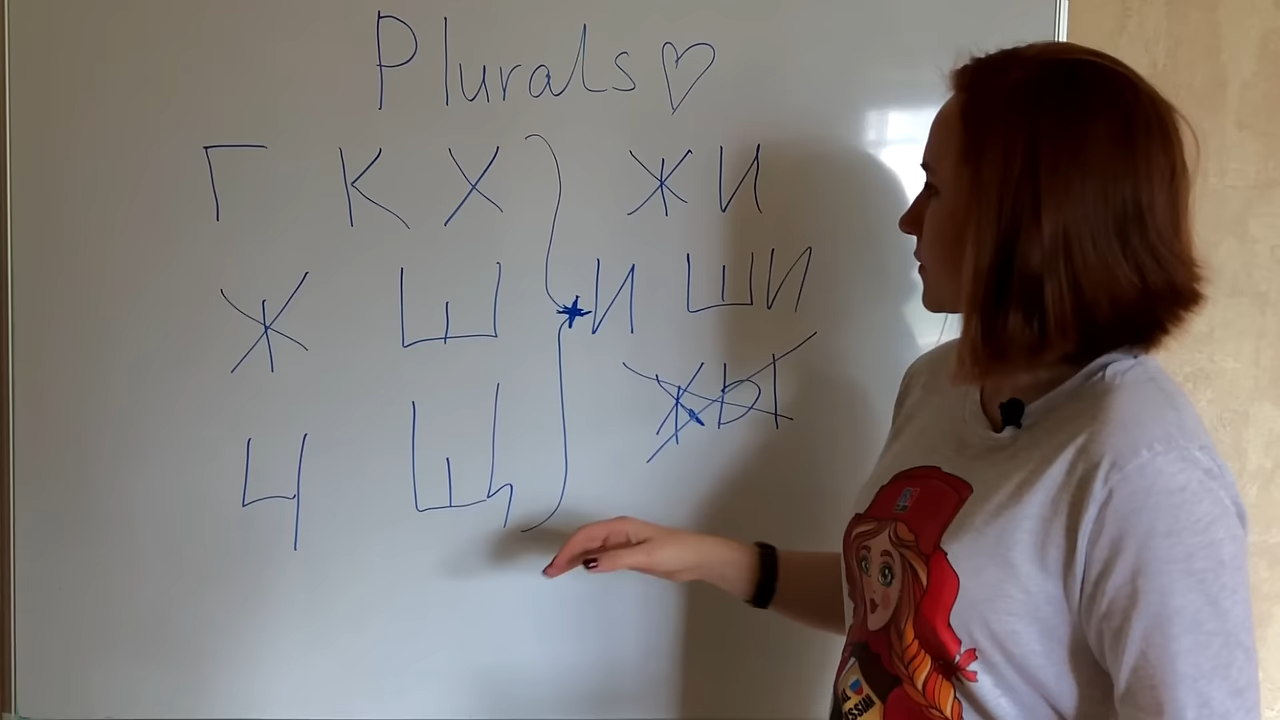 Plurals ♡
Г К Х } И ЖИ
Ж Ш ШИ
Ч Щ ЖЫ